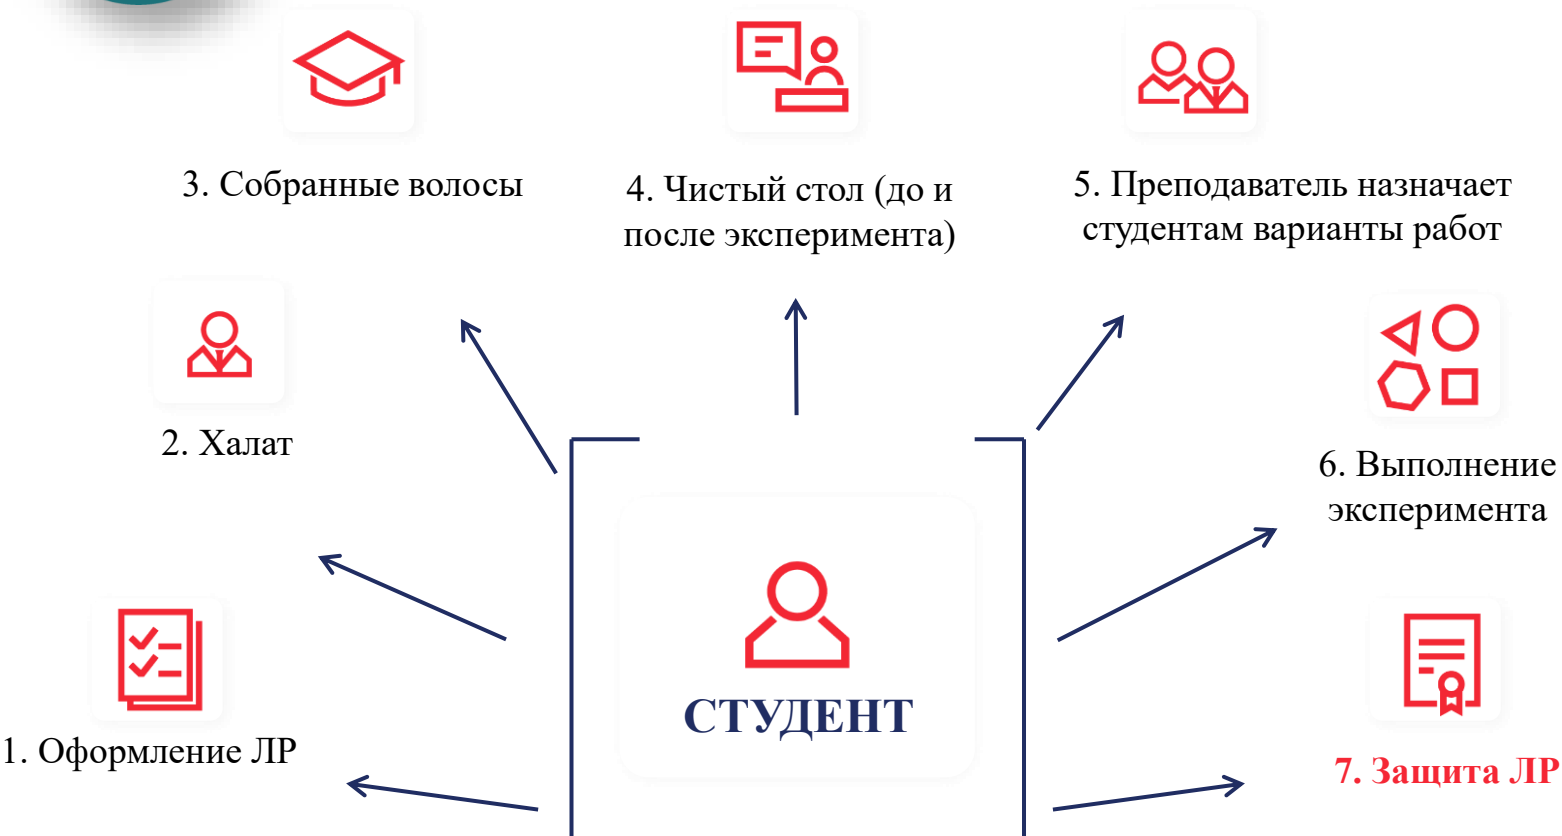 3. Собранные волосы
4. Чистый стол (до и
после эксперимента)
5. Преподаватель назначает
студентам варианты работ
2. Халат
6. Выполнение
эксперимента
СТУДЕНТ
1. Оформление ЛР
7. Защита ЛР